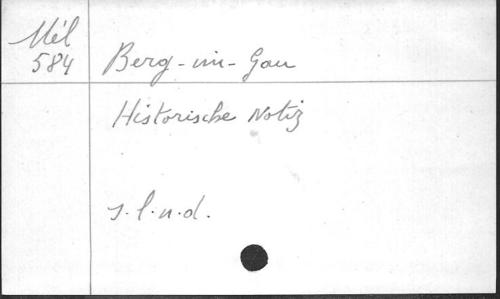 Mél
584
Berg-im-Gau
Historische Notiz
s.l.n.d.